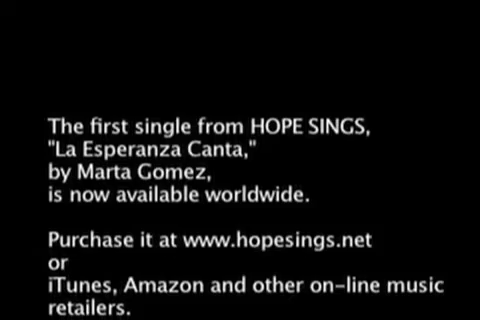 The first single from HOPE SINGS,
"La Esperanza Canta,"
by Marta Gomez,
is now available worldwide.
Purchase it at www.hopesings.net
or
iTunes, Amazon and other on-line music
retailers.